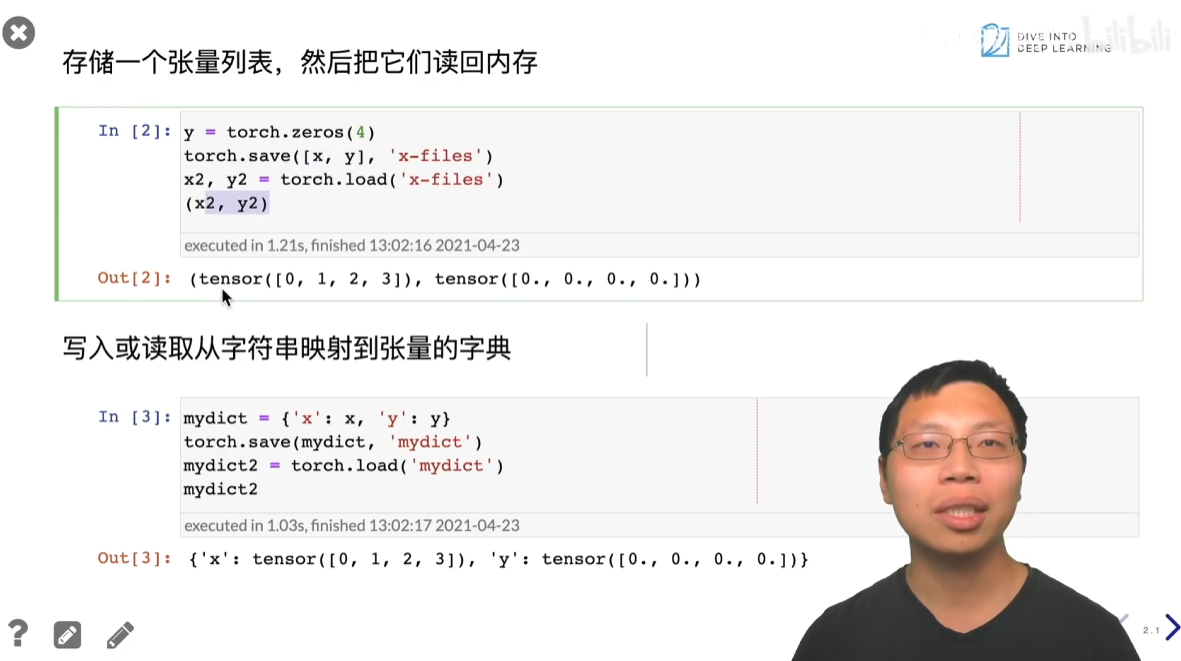 存储一个张量列表，然后把它们读回内存
DIVE INTO
DEEP LEARNING
bilibili
In [2]:
y = torch.zeros(4)
torch.save([x, y], 'x-files')
x2, y2 = torch.load('x-files')
(x2, y2)
executed in 1.21s, finished 13:02:16 2021-04-23
Out[2]: (tensor([0, 1, 2, 3]), tensor([0., 0., 0., 0.]))
写入或读取从字符串映射到张量的字典
In [3]:
mydict = {'x': x, 'y': y}
torch.save(mydict, 'mydict')
mydict2 = torch.load('mydict')
mydict2
executed in 1.03s, finished 13:02:17 2021-04-23
Out[3]: {'x': tensor([0, 1, 2, 3]), 'y': tensor([0., 0., 0., 0.])}
?
2.1